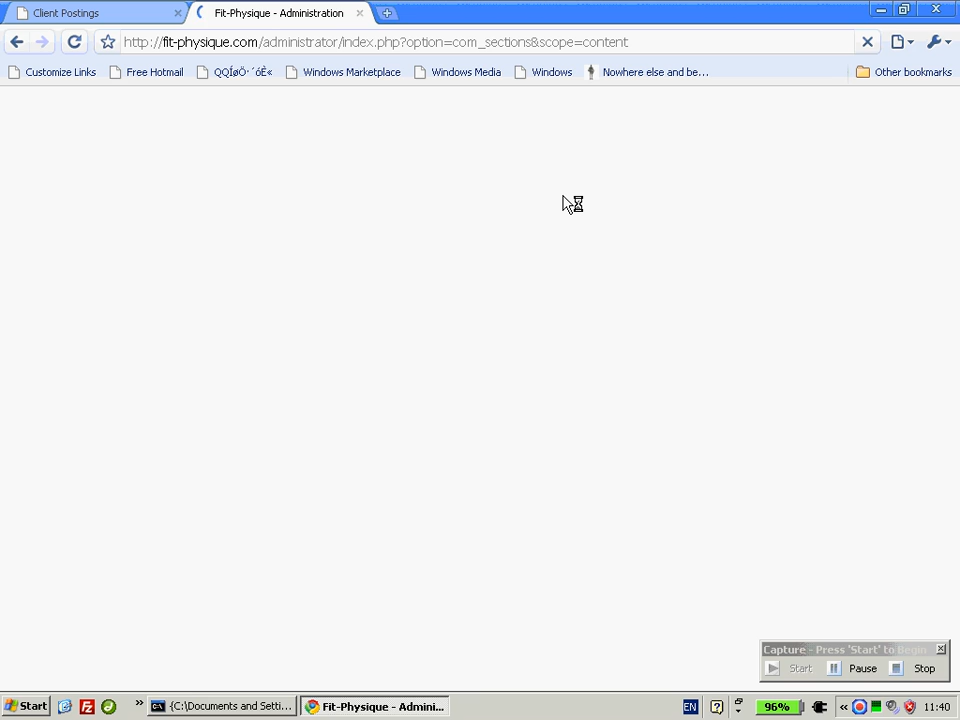 Client Postings
Fit-Physique - Administration
http://fit-physique.com/administrator/index.php?option=com_sections&scope=content
Customize Links Free Hotmail QQÍøÖ·´óÈ« Windows Marketplace Windows Media Windows Nowhere else and be... Other bookmarks
Capture - Press 'Start' to Begin
Start Pause Stop
Start {C:\Documents and Setti... Fit-Physique - Admini... EN 96% 11:40